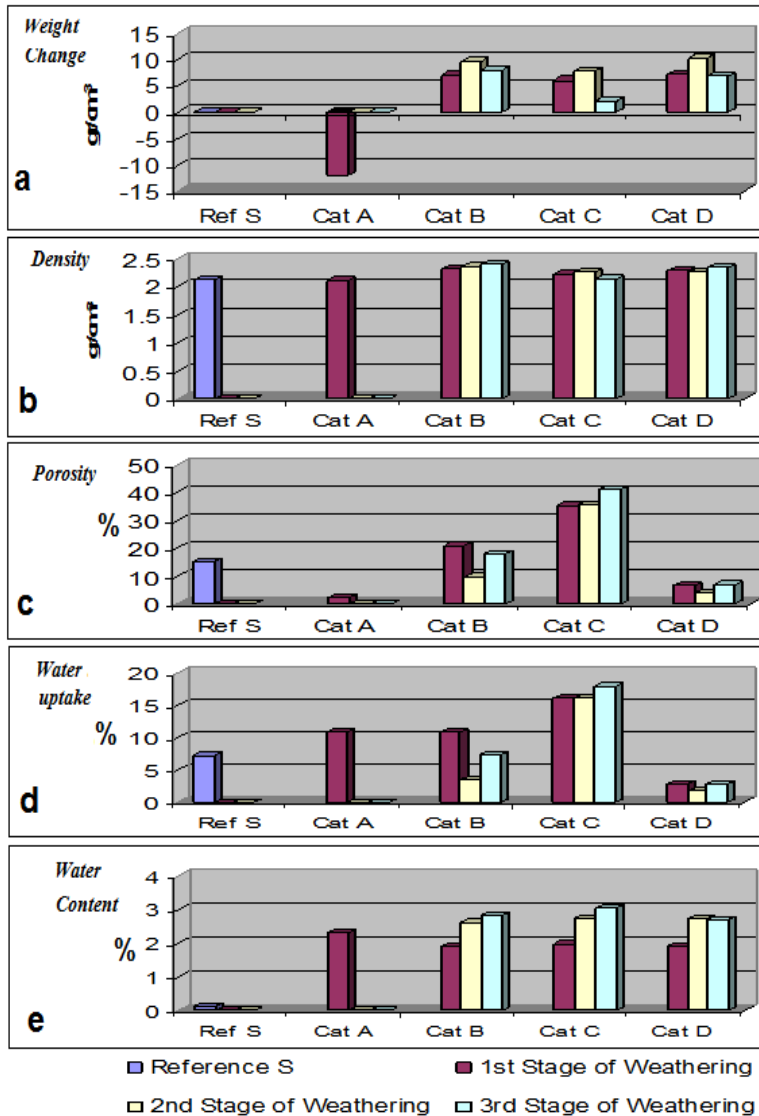 Weight
Change
g/cm³
15
10
5
0
-5
-10
-15
a
Ref S Cat A Cat B Cat C Cat D
Density
g/cm³
2.5
2
1.5
1
0.5
0
b
Ref S Cat A Cat B Cat C Cat D
Porosity
%
50
40
30
20
10
0
c
Ref S Cat A Cat B Cat C Cat D
Water
uptake
%
20
15
10
5
0
d
Ref S Cat A Cat B Cat C Cat D
Water
Content
%
4
3
2
1
0
e
Ref S Cat A Cat B Cat C Cat D
Reference S 1st Stage of Weathering
2nd Stage of Weathering 3rd Stage of Weathering